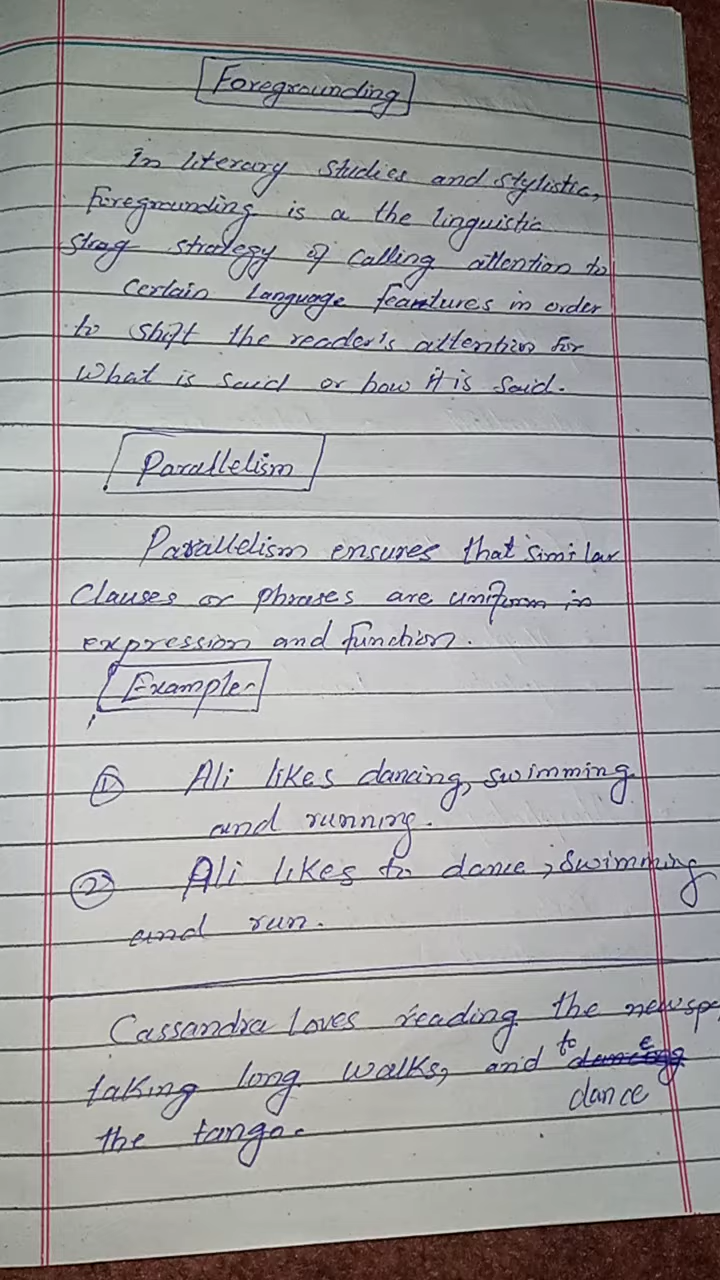 Foregrounding
In literary studies and stylistic,
Foregrounding is a the linguistic
strag strategy of calling attention to
certain language features in order
to shift the reader's attention for
what is said or how it is said.
Parallelism
Parallelism ensures that similar
Clauses or phrases are uniform in
expression and function.
Example-
① Ali likes dancing, swimming
and running.
② Ali likes to dance, swimming
and run.
Cassandra loves reading the newspe
taking long walks, and to
dance
the tango.